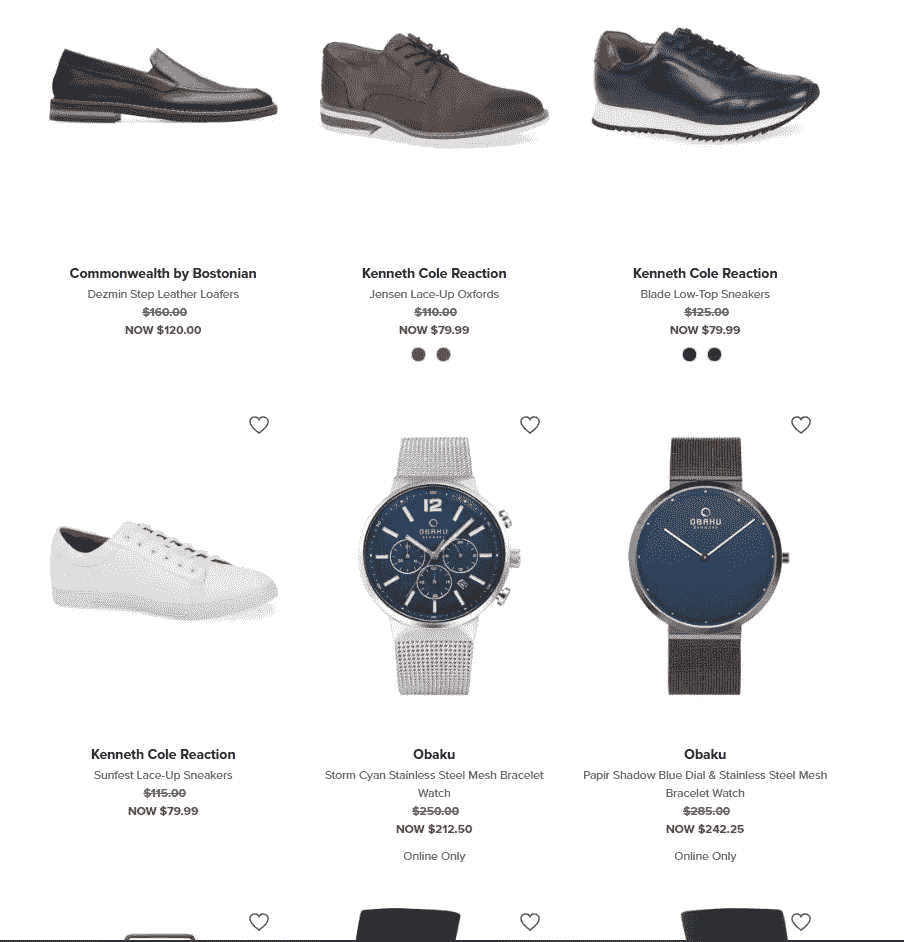 Commonwealth by Bostonian
Dezmin Step Leather Loafers
$160.00
NOW $120.00
Kenneth Cole Reaction
Jensen Lace-Up Oxfords
$110.00
NOW $79.99
Kenneth Cole Reaction
Blade Low-Top Sneakers
$125.00
NOW $79.99
12
OBAKU
DENMARK
OBAKU
DENMARK
Kenneth Cole Reaction
Sunfest Lace-Up Sneakers
$115.00
NOW $79.99
Obaku
Storm Cyan Stainless Steel Mesh Bracelet
Watch
$250.00
NOW $212.50
Online Only
Obaku
Papir Shadow Blue Dial & Stainless Steel Mesh
Bracelet Watch
$285.00
NOW $242.25
Online Only